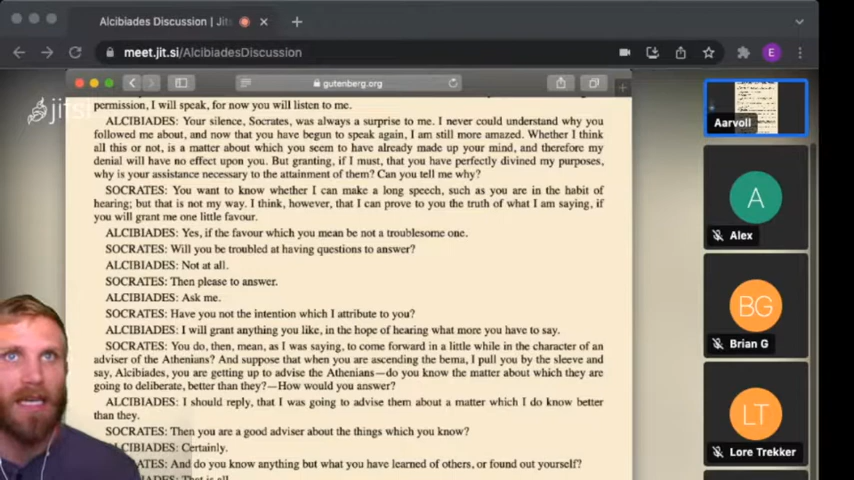 Alcibiades Discussion | Jits
meet.jit.si/AlcibiadesDiscussion
E
gutenberg.org
jitsi
permission, I will speak, for now you will listen to me.
ALCIBIADES: Your silence, Socrates, was always a surprise to me. I never could understand why you
followed me about, and now that you have begun to speak again, I am still more amazed. Whether I think
all this or not, is a matter about which you seem to have already made up your mind, and therefore my
denial will have no effect upon you. But granting, if I must, that you have perfectly divined my purposes,
why is your assistance necessary to the attainment of them? Can you tell me why?
SOCRATES: You want to know whether I can make a long speech, such as you are in the habit of
hearing; but that is not my way. I think, however, that I can prove to you the truth of what I am saying, if
you will grant me one little favour.
ALCIBIADES: Yes, if the favour which you mean be not a troublesome one.
SOCRATES: Will you be troubled at having questions to answer?
ALCIBIADES: Not at all.
SOCRATES: Then please to answer.
ALCIBIADES: Ask me.
SOCRATES: Have you not the intention which I attribute to you?
ALCIBIADES: I will grant anything you like, in the hope of hearing what more you have to say.
SOCRATES: You do, then, mean, as I was saying, to come forward in a little while in the character of an
adviser of the Athenians? And suppose that when you are ascending the bema, I pull you by the sleeve and
say, Alcibiades, you are getting up to advise the Athenians—do you know the matter about which they are
going to deliberate, better than they?—How would you answer?
ALCIBIADES: I should reply, that I was going to advise them about a matter which I do know better
than they.
SOCRATES: Then you are a good adviser about the things which you know?
ALCIBIADES: Certainly.
RATES: And do you know anything but what you have learned of others, or found out yourself?
That is all.
Aarvoll
A
Alex
BG
Brian G
LT
Lore Trekker